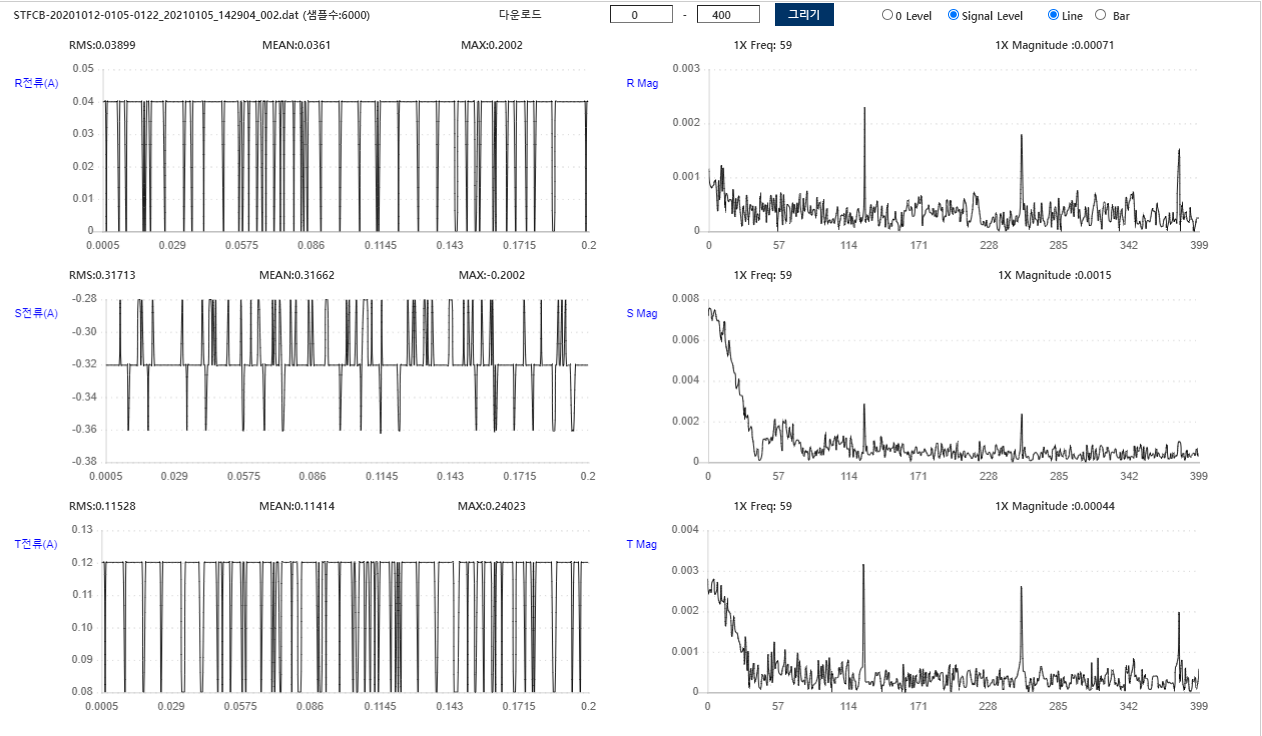 STFCB-20201012-0105-0122_20210105_142904_002.dat (샘플수:6000) 다운로드 0 - 400 그리기 0 Level Signal Level Line Bar
RMS:0.03899 MEAN:0.0361 MAX:0.2002
R전류(A)
0.05
0.04
0.03
0.02
0.01
0
0.0005 0.029 0.0575 0.086 0.1145 0.143 0.1715 0.2
1X Freq: 59 1X Magnitude :0.00071
R Mag
0.003
0.002
0.001
0
0 57 114 171 228 285 342 399
RMS:0.31713 MEAN:0.31662 MAX:-0.2002
S전류(A)
-0.28
-0.30
-0.32
-0.34
-0.36
-0.38
0.0005 0.029 0.0575 0.086 0.1145 0.143 0.1715 0.2
1X Freq: 59 1X Magnitude :0.0015
S Mag
0.008
0.006
0.004
0.002
0
0 57 114 171 228 285 342 399
RMS:0.11528 MEAN:0.11414 MAX:0.24023
T전류(A)
0.13
0.12
0.11
0.10
0.09
0.08
0.0005 0.029 0.0575 0.086 0.1145 0.143 0.1715 0.2
1X Freq: 59 1X Magnitude :0.00044
T Mag
0.004
0.003
0.002
0.001
0
0 57 114 171 228 285 342 399